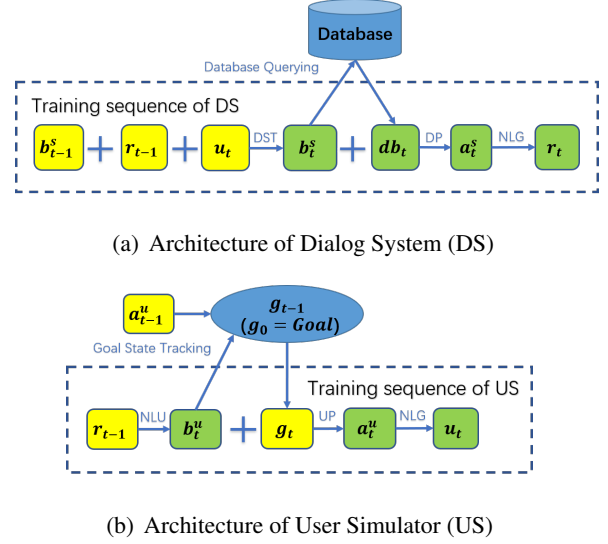 Database
Database Querying
Training sequence of DS
b^s_{t-1} + r_{t-1} + u_t DST b^s_t + db_t DP a^s_t NLG r_t
(a) Architecture of Dialog System (DS)
a^u_{t-1}
g_{t-1}
(g_0 = Goal)
Goal State Tracking
Training sequence of US
r_{t-1} NLU b^u_t + g_t UP a^u_t NLG u_t
(b) Architecture of User Simulator (US)